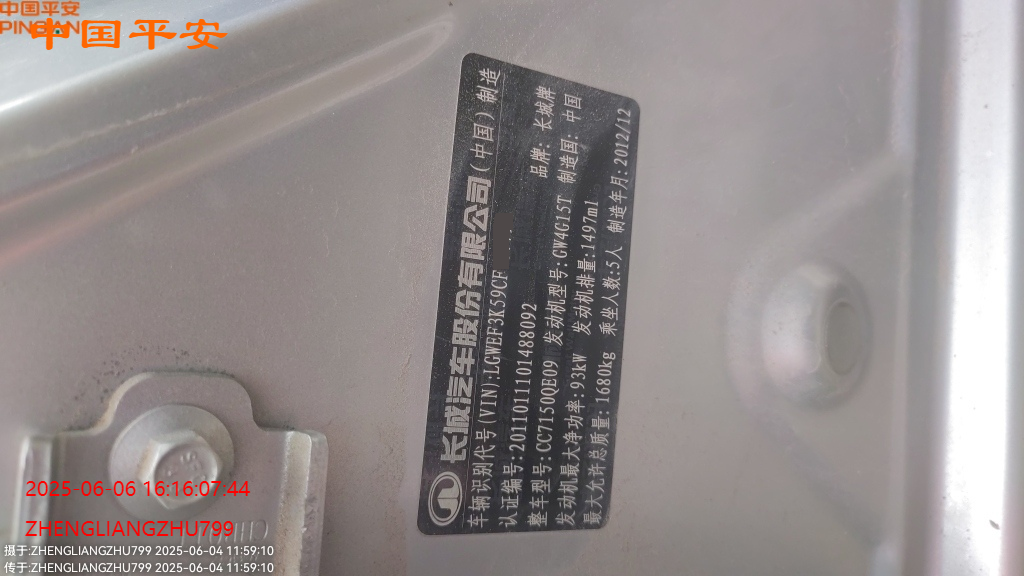 中国平安
PINGAN
中国平安
长城汽车股份有限公司(中国)制造
车辆识别代号(VIN):LGWEF3K59CF
认证编号:2011011101488092 品牌: 长城牌
整车型号:CC7150QE09 发动机型号:GW4G15T 制造国: 中国
发动机最大净功率:93kW 发动机排量:1497ml
最大允许总质量: 1680kg 乘坐人数:5人 制造年月:2012/12
2025-06-06 16:16:07:44
ZHENGLIANGZHU799
摄于:ZHENGLIANGZHU799 2025-06-04 11:59:10
传于:ZHENGLIANGZHU799 2025-06-04 11:59:10